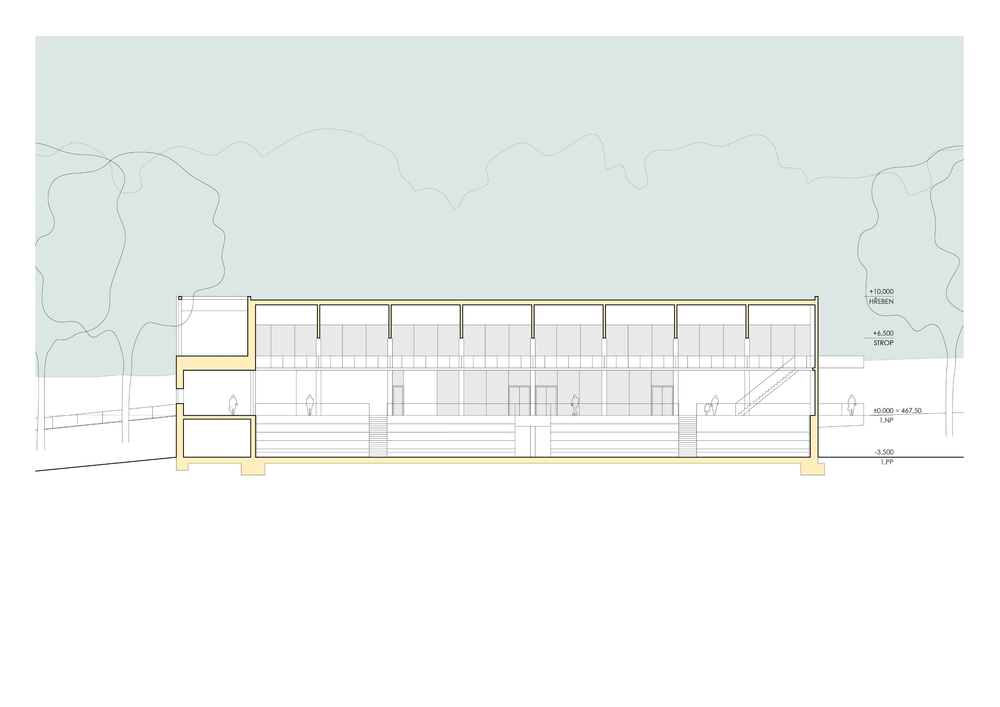 +10,000
HŘEBEN
+6,500
STROP
±0,000 = 467,50
1.NP
-3,500
1.PP